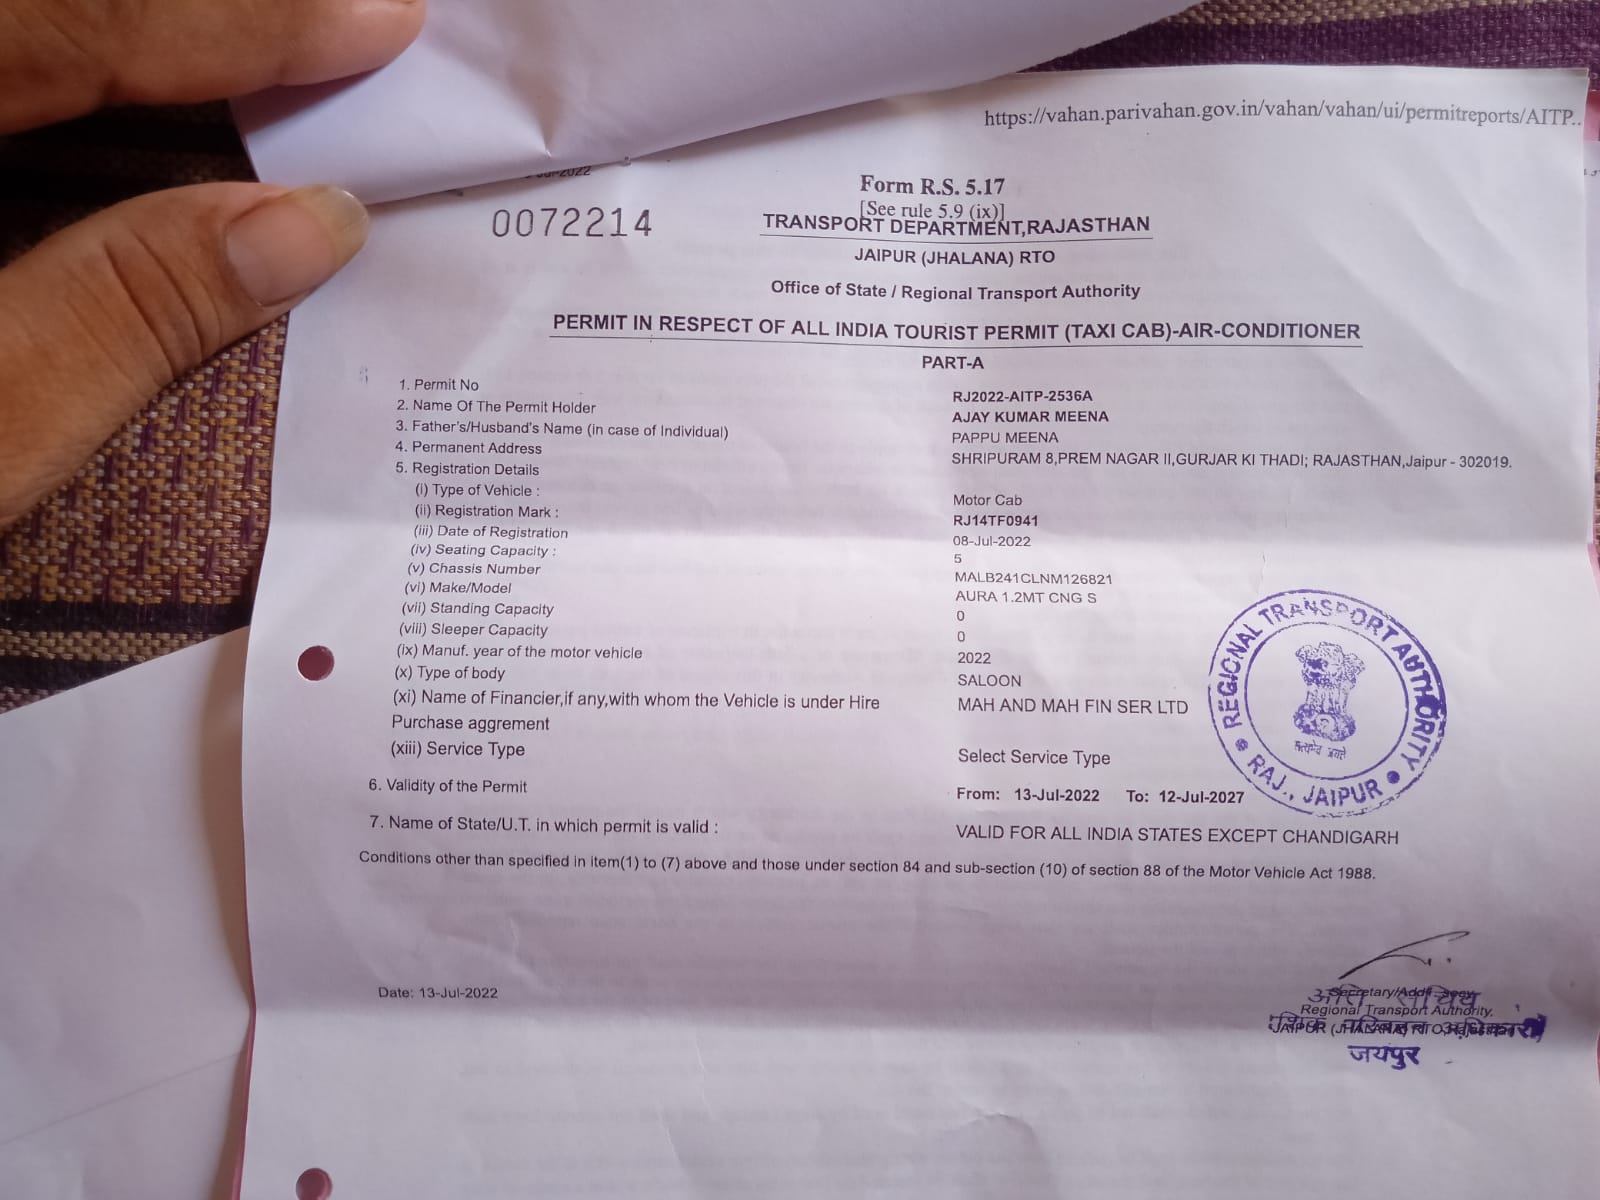 https://vahan.parivahan.gov.in/vahan/vahan/ui/permitreports/AITP..
Jul-2022
0072214
Form R.S. 5.17
[See rule 5.9 (ix)]
TRANSPORT DEPARTMENT,RAJASTHAN
JAIPUR (JHALANA) RTO
Office of State / Regional Transport Authority
PERMIT IN RESPECT OF ALL INDIA TOURIST PERMIT (TAXI CAB)-AIR-CONDITIONER
PART-A
1. Permit No RJ2022-AITP-2536A
2. Name Of The Permit Holder AJAY KUMAR MEENA
3. Father's/Husband's Name (in case of Individual) PAPPU MEENA
4. Permanent Address SHRIPURAM 8,PREM NAGAR II,GURJAR KI THADI; RAJASTHAN,Jaipur - 302019.
5. Registration Details
(i) Type of Vehicle : Motor Cab
(ii) Registration Mark : RJ14TF0941
(iii) Date of Registration 08-Jul-2022
(iv) Seating Capacity : 5
(v) Chassis Number MALB241CLNM126821
(vi) Make/Model AURA 1.2MT CNG S
(vii) Standing Capacity 0
(viii) Sleeper Capacity 0
(ix) Manuf. year of the motor vehicle 2022
(x) Type of body SALOON
(xi) Name of Financier,if any,with whom the Vehicle is under Hire MAH AND MAH FIN SER LTD
Purchase aggrement
(xiii) Service Type Select Service Type
6. Validity of the Permit From: 13-Jul-2022 To: 12-Jul-2027
7. Name of State/U.T. in which permit is valid : VALID FOR ALL INDIA STATES EXCEPT CHANDIGARH
Conditions other than specified in item(1) to (7) above and those under section 84 and sub-section (10) of section 88 of the Motor Vehicle Act 1988.
REGIONAL TRANSPORT AUTHORITY
RAJ., JAIPUR
सत्यमेव जयते
Date: 13-Jul-2022
Secretary/Addl.
अति सचिव
Regional Transport Authority,
JAIPUR (JHALANA) RTO,
जयपुर